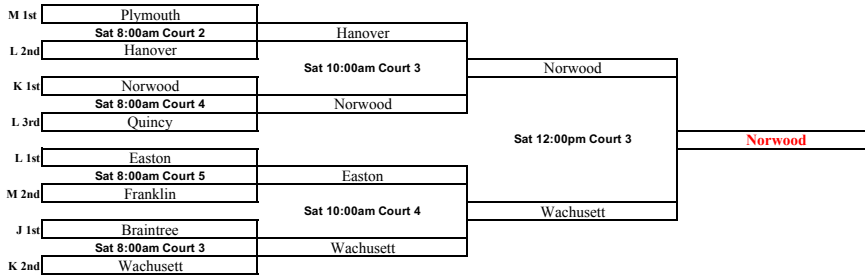 M 1st Plymouth
Sat 8:00am Court 2 Hanover
L 2nd Hanover
Sat 10:00am Court 3 Norwood
K 1st Norwood
Sat 8:00am Court 4 Norwood
L 3rd Quincy
Sat 12:00pm Court 3 Norwood
L 1st Easton
Sat 8:00am Court 5 Easton
M 2nd Franklin
Sat 10:00am Court 4 Wachusett
J 1st Braintree
Sat 8:00am Court 3 Wachusett
K 2nd Wachusett